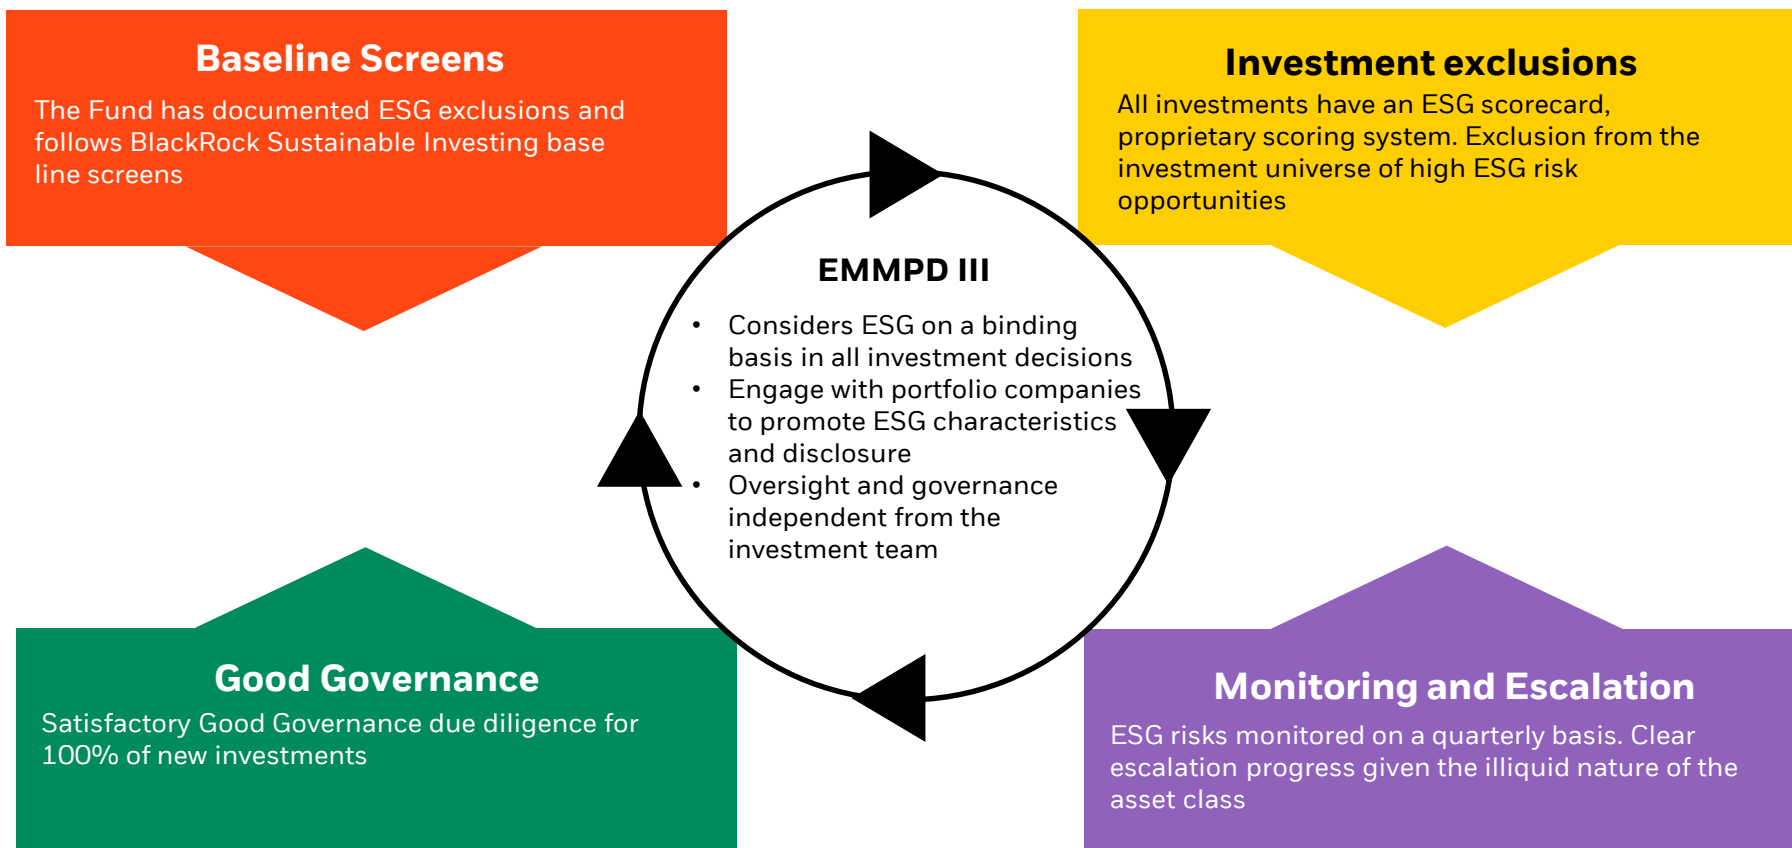 Baseline Screens
The Fund has documented ESG exclusions and
follows BlackRock Sustainable Investing base
line screens
Investment exclusions
All investments have an ESG scorecard,
proprietary scoring system. Exclusion from the
investment universe of high ESG risk
opportunities
EMMPD III
• Considers ESG on a binding
basis in all investment decisions
• Engage with portfolio companies
to promote ESG characteristics
and disclosure
• Oversight and governance
independent from the
investment team
Good Governance
Satisfactory Good Governance due diligence for
100% of new investments
Monitoring and Escalation
ESG risks monitored on a quarterly basis. Clear
escalation progress given the illiquid nature of the
asset class